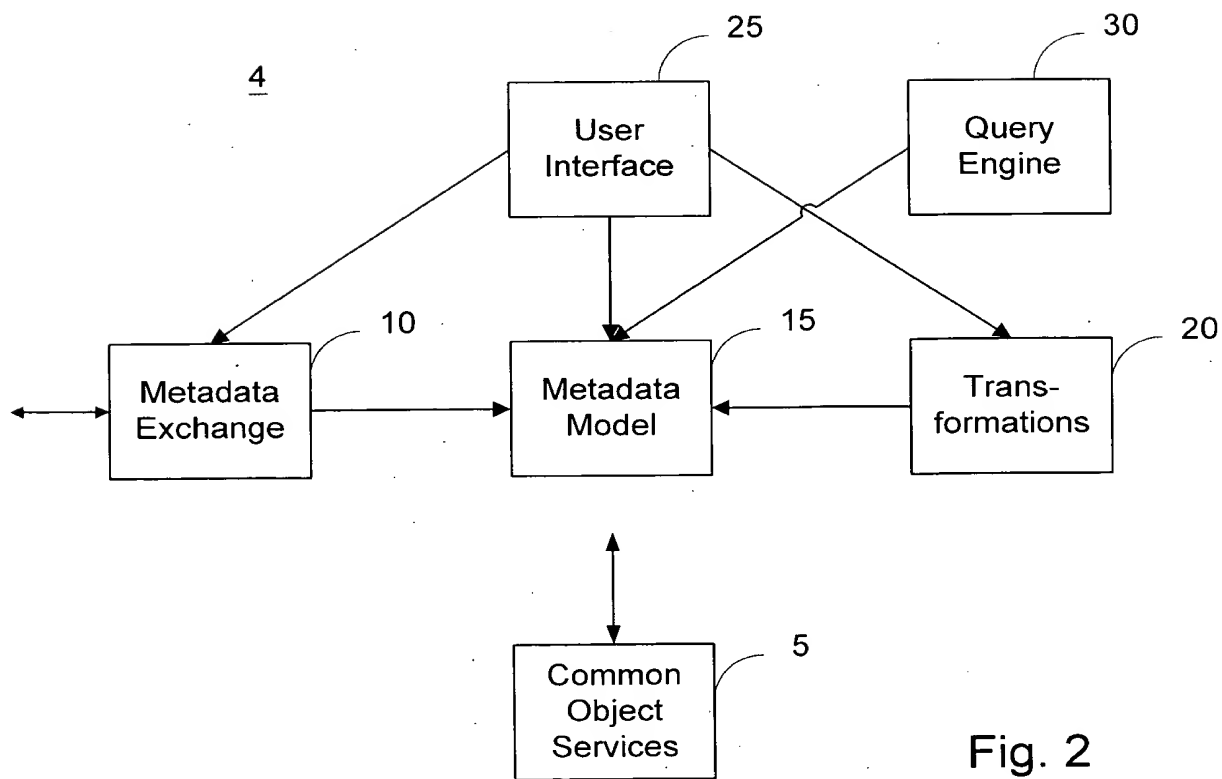 4
25
User
Interface
30
Query
Engine
10
Metadata
Exchange
15
Metadata
Model
20
Trans-
formations
5
Common
Object
Services
Fig. 2